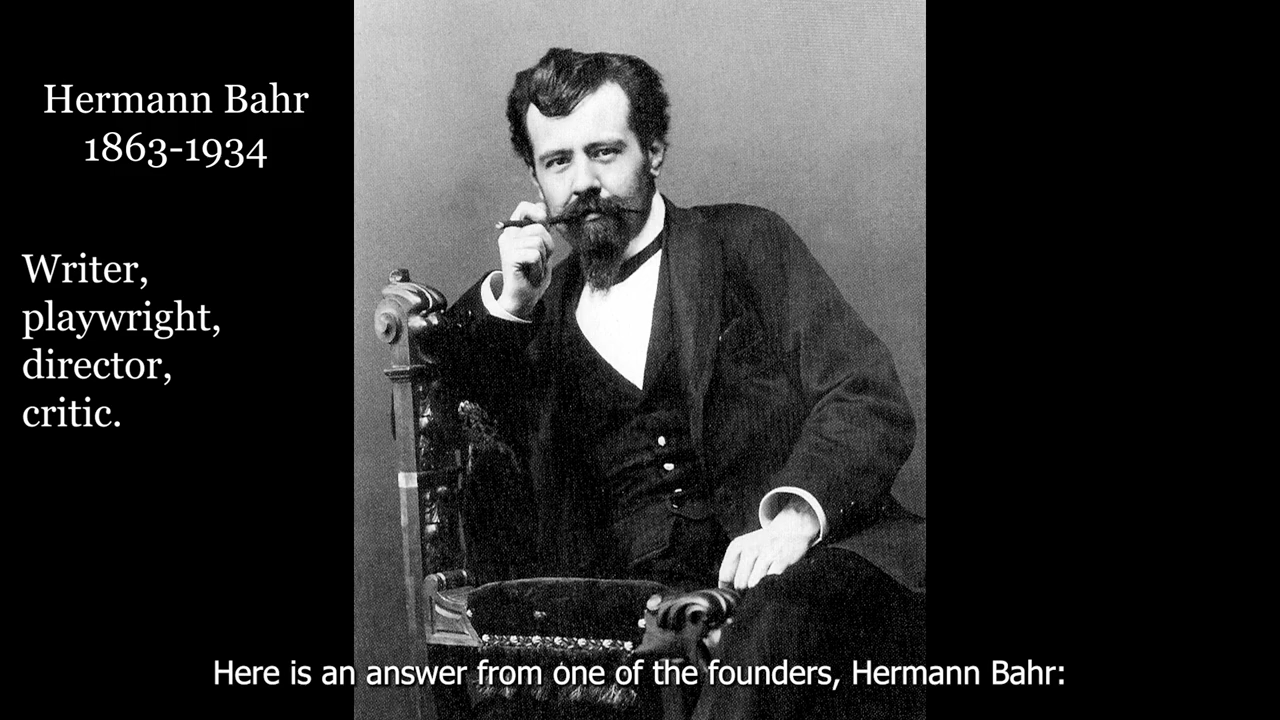 Hermann Bahr
1863-1934
Writer,
playwright,
director,
critic.
Here is an answer from one of the founders, Hermann Bahr: